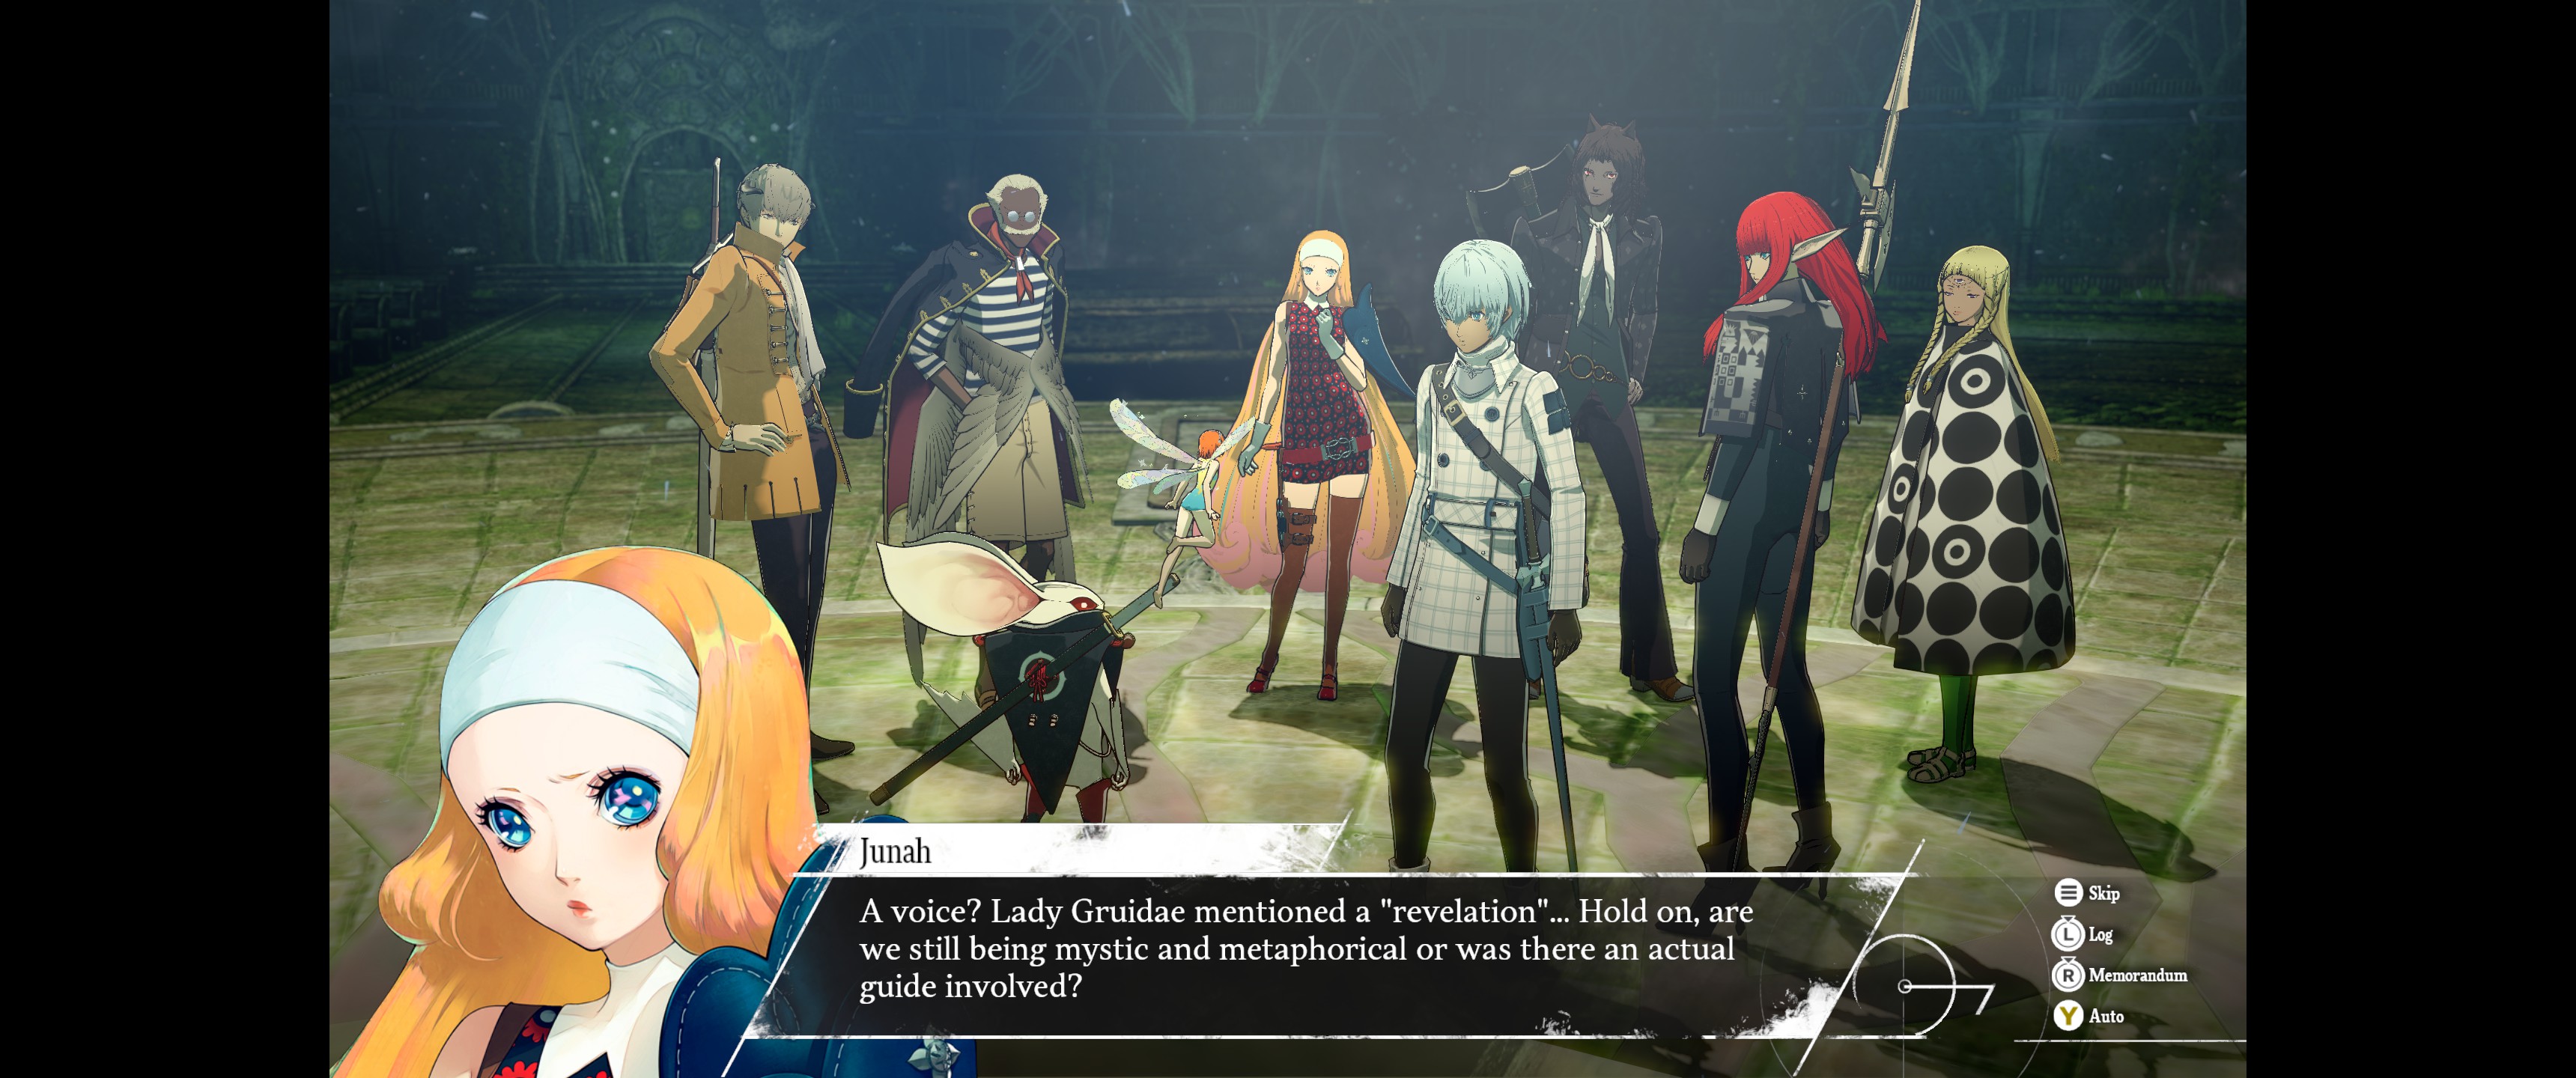 Junah
A voice? Lady Gruidae mentioned a "revelation"... Hold on, are
we still being mystic and metaphorical or was there an actual
guide involved?
Skip
L Log
R Memorandum
Y Auto